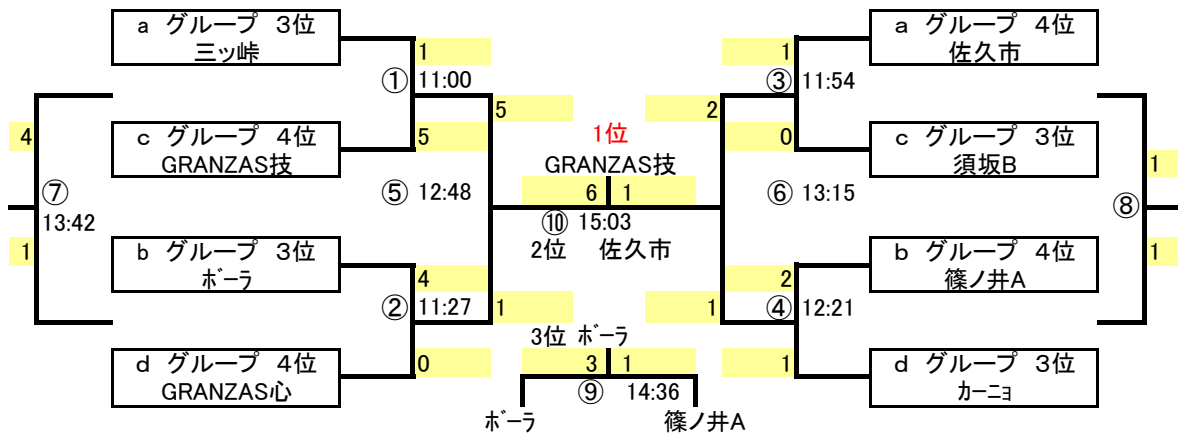 a グループ 3位
三ッ峠
a グループ 4位
佐久市
1
1
① 11:00
③ 11:54
5
2
4
c グループ 4位
GRANZAS技
5
1位
0
c グループ 3位
須坂B
1
GRANZAS技
⑦
13:42
⑤ 12:48
6 1
⑥ 13:15
⑧
⑩ 15:03
1
b グループ 3位
ボーラ
2位 佐久市
b グループ 4位
篠ノ井A
1
4
2
② 11:27
1
1
④ 12:21
3位 ボーラ
d グループ 4位
GRANZAS心
0
3 1
1
d グループ 3位
カーニョ
⑨ 14:36
ボーラ
篠ノ井A